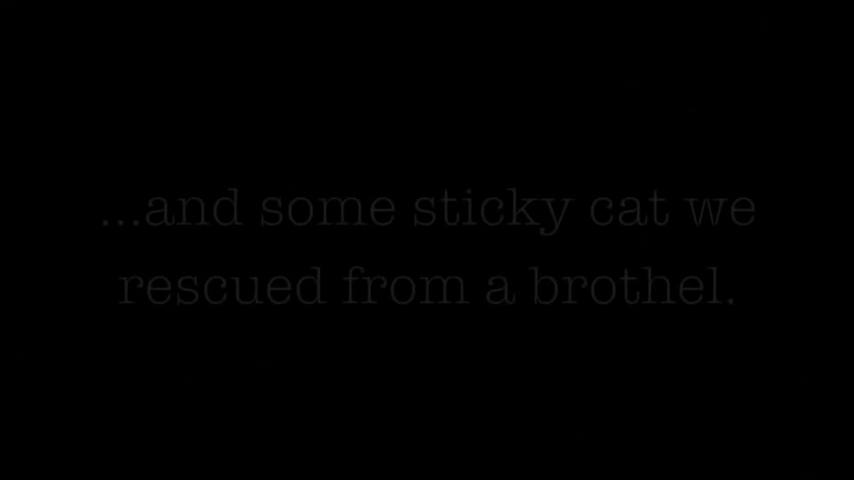 ...and some sticky cat we
rescued from a brothel.